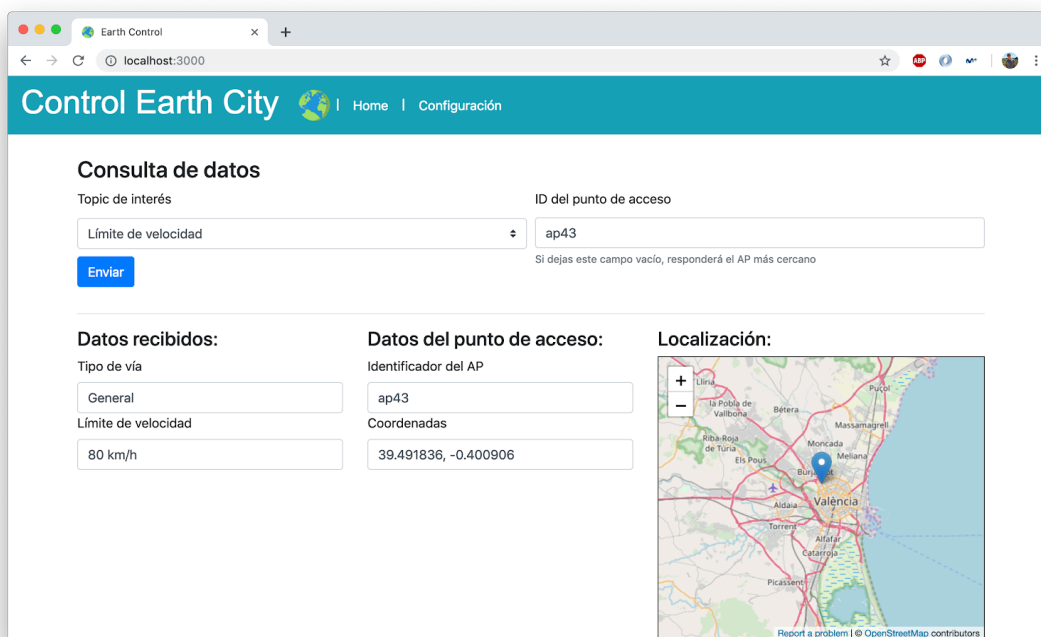 Earth Control
localhost:3000
ABP
Control Earth City | Home | Configuración
Consulta de datos
Topic de interés
ID del punto de acceso
Límite de velocidad
ap43
Si dejas este campo vacío, responderá el AP más cercano
Enviar
Datos recibidos:
Datos del punto de acceso:
Localización:
Tipo de vía
Identificador del AP
General
ap43
Límite de velocidad
Coordenadas
80 km/h
39.491836, -0.400906
+
−
Llíria
Puçol
la Pobla de
Vallbona
Bétera
Massamagrell
Riba-Roja
de Túria
Moncada
Els Pous
Meliana
València
Aldaia
Torrent
Alfafar
Catarroja
Picassent
Report a problem | © OpenStreetMap contributors